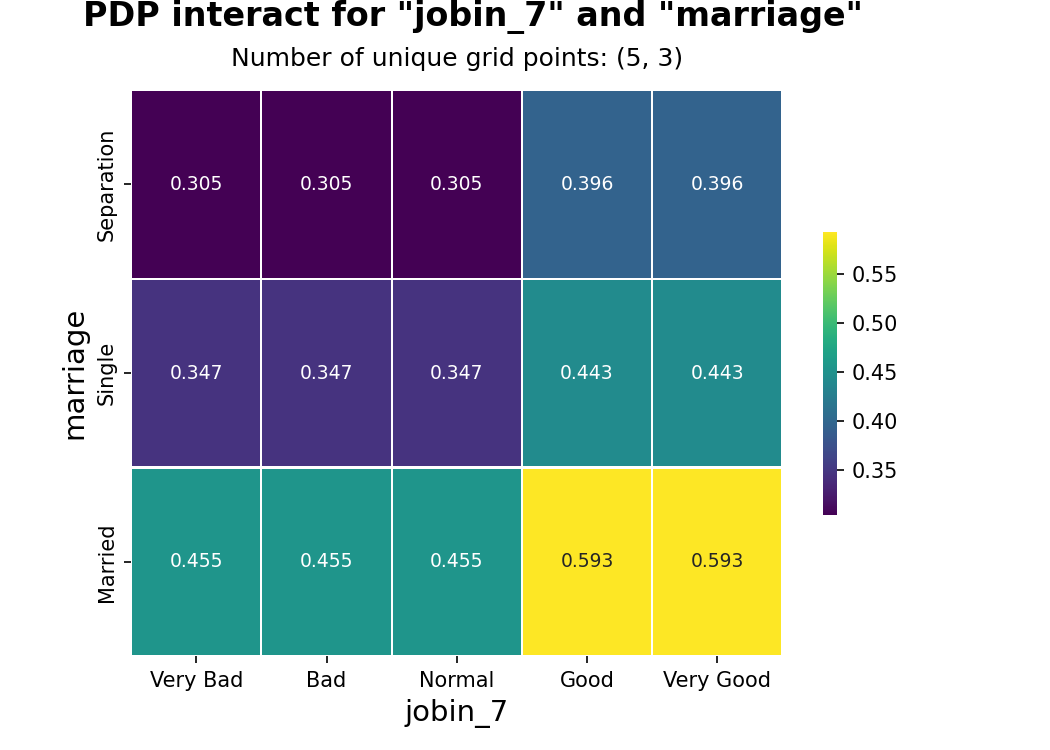 PDP interact for "jobin_7" and "marriage"
Number of unique grid points: (5, 3)
marriage
Separation
0.305 0.305 0.305 0.396 0.396
Single
0.347 0.347 0.347 0.443 0.443
Married
0.455 0.455 0.455 0.593 0.593
Very Bad Bad Normal Good Very Good
jobin_7
0.55
0.50
0.45
0.40
0.35